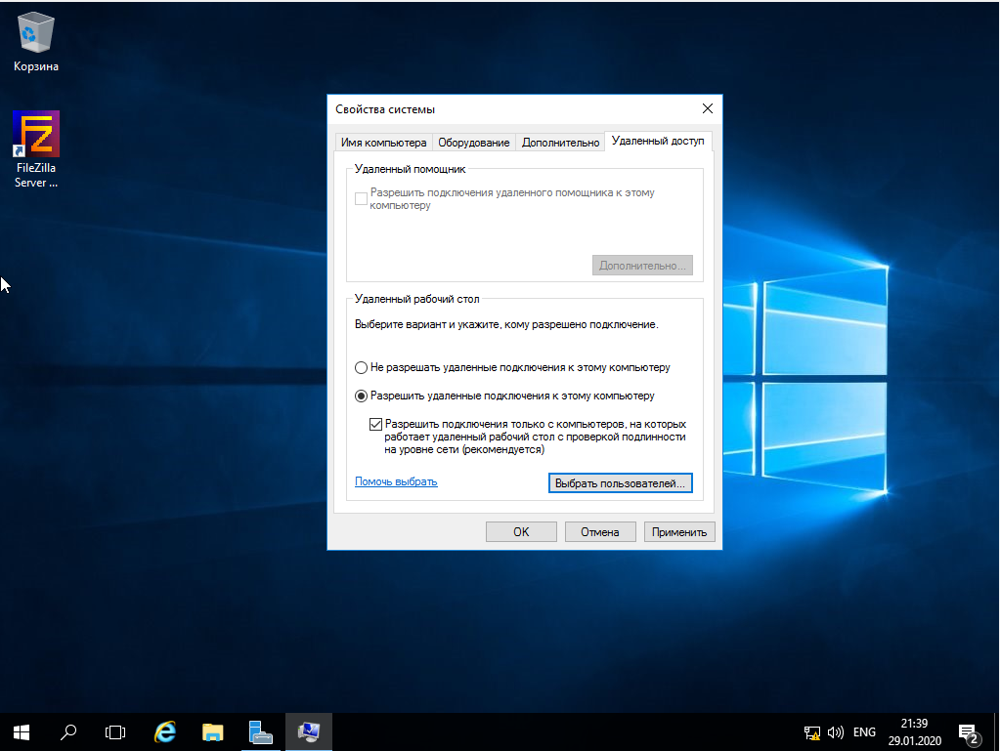 Корзина
FileZilla
Server ...
Свойства системы
Имя компьютера
Оборудование
Дополнительно
Удаленный доступ
Удаленный помощник
Разрешить подключения удаленного помощника к этому
компьютеру
Дополнительно...
Удаленный рабочий стол
Выберите вариант и укажите, кому разрешено подключение.
Не разрешать удаленные подключения к этому компьютеру
Разрешить удаленные подключения к этому компьютеру
Разрешить подключения только с компьютеров, на которых
работает удаленный рабочий стол с проверкой подлинности
на уровне сети (рекомендуется)
Помочь выбрать
Выбрать пользователей...
OK
Отмена
Применить
ENG
21:39
29.01.2020
2